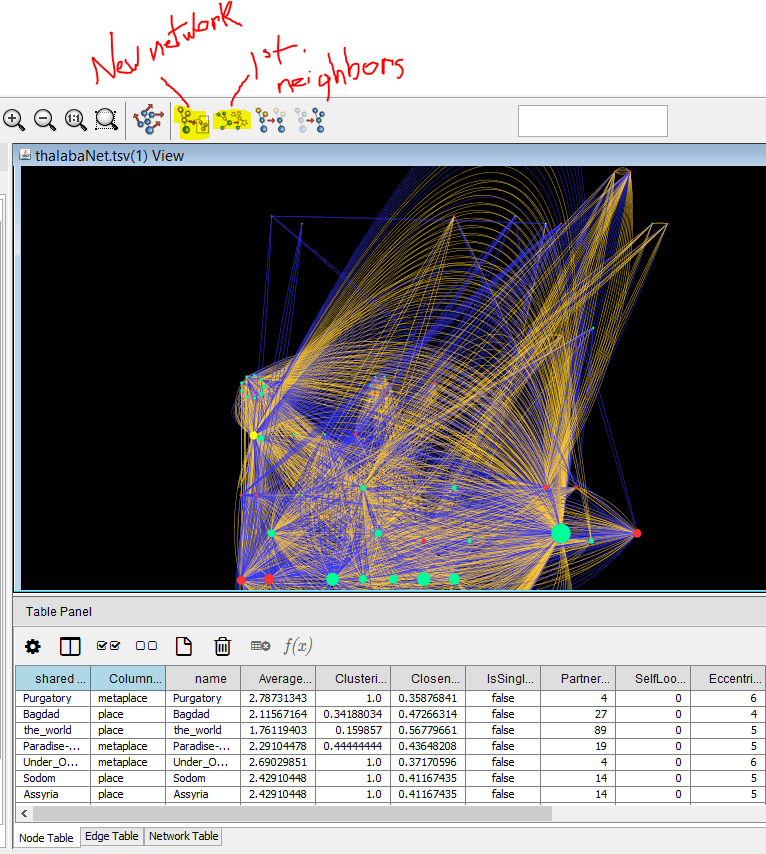 New network
1st.
neighbors
1:1
thalabaNet.tsv(1) View
Table Panel
f(x)
shared ... Column... name Average... Clusteri... Closen... IsSingl... Partner... SelfLoo... Eccentri...
Purgatory metaplace Purgatory 2.78731343 1.0 0.35876841 false 4 0 6
Bagdad place Bagdad 2.11567164 0.34188034 0.47266314 false 27 0 4
the_world place the_world 1.76119403 0.159857 0.56779661 false 89 0 5
Paradise-... metaplace Paradise-... 2.29104478 0.44444444 0.43648208 false 19 0 5
Under_O... metaplace Under_O... 2.69029851 1.0 0.37170596 false 4 0 6
Sodom place Sodom 2.42910448 1.0 0.41167435 false 14 0 5
Assyria place Assyria 2.42910448 1.0 0.41167435 false 14 0 5
Node Table Edge Table Network Table